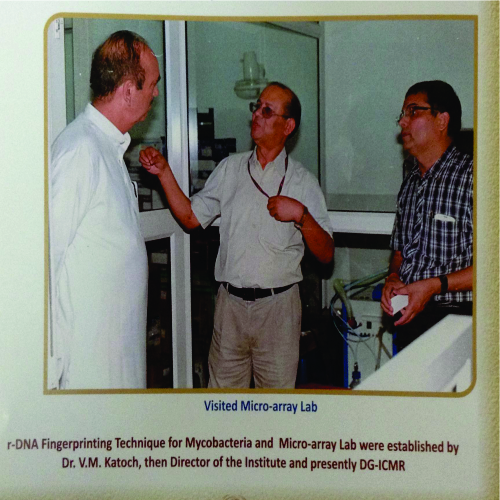 Visited Micro-array Lab
r-DNA Fingerprinting Technique for Mycobacteria and Micro-array Lab were established by
Dr. V.M. Katoch, then Director of the Institute and presently DG-ICMR